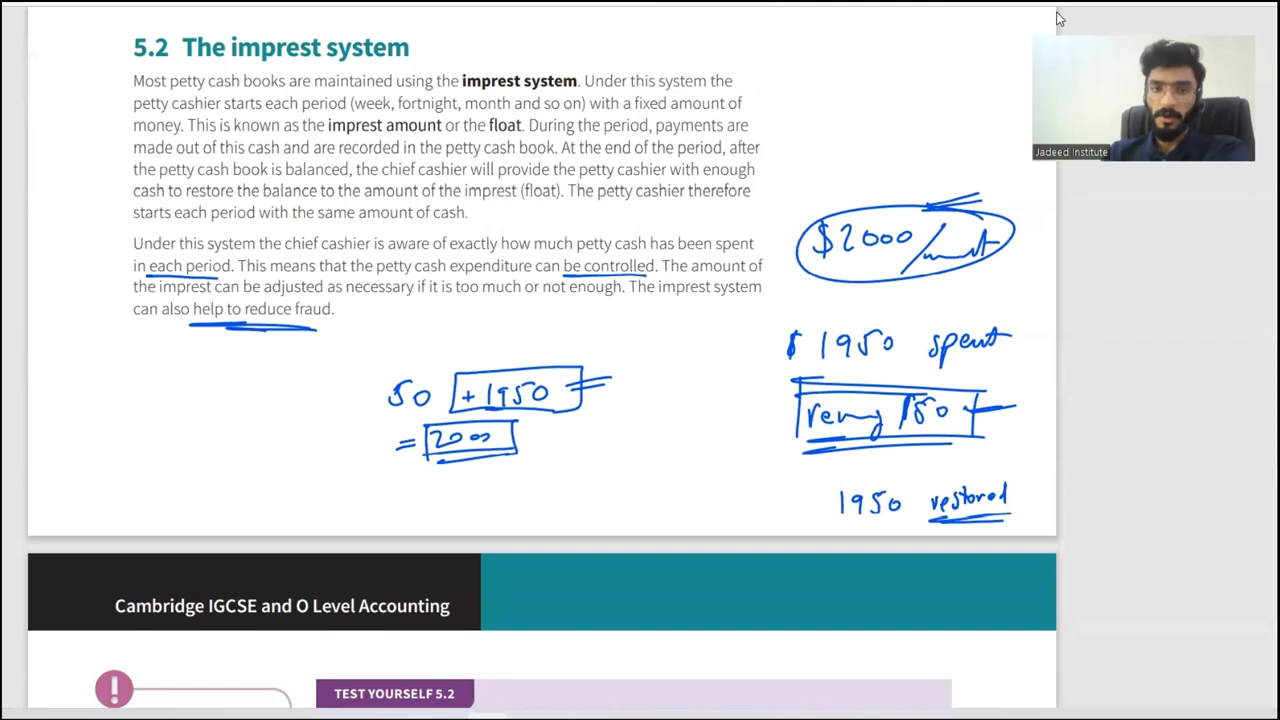 5.2 The imprest system
Most petty cash books are maintained using the imprest system. Under this system the
petty cashier starts each period (week, fortnight, month and so on) with a fixed amount of
money. This is known as the imprest amount or the float. During the period, payments are
made out of this cash and are recorded in the petty cash book. At the end of the period, after
the petty cash book is balanced, the chief cashier will provide the petty cashier with enough
cash to restore the balance to the amount of the imprest (float). The petty cashier therefore
starts each period with the same amount of cash.
Under this system the chief cashier is aware of exactly how much petty cash has been spent
in each period. This means that the petty cash expenditure can be controlled. The amount of
the imprest can be adjusted as necessary if it is too much or not enough. The imprest system
can also help to reduce fraud.
Jadeed Institute
$2000/
$ 1950 spent
50
1950 restored
50 + 1950
= 2000
Cambridge IGCSE and O Level Accounting
!
TEST YOURSELF 5.2